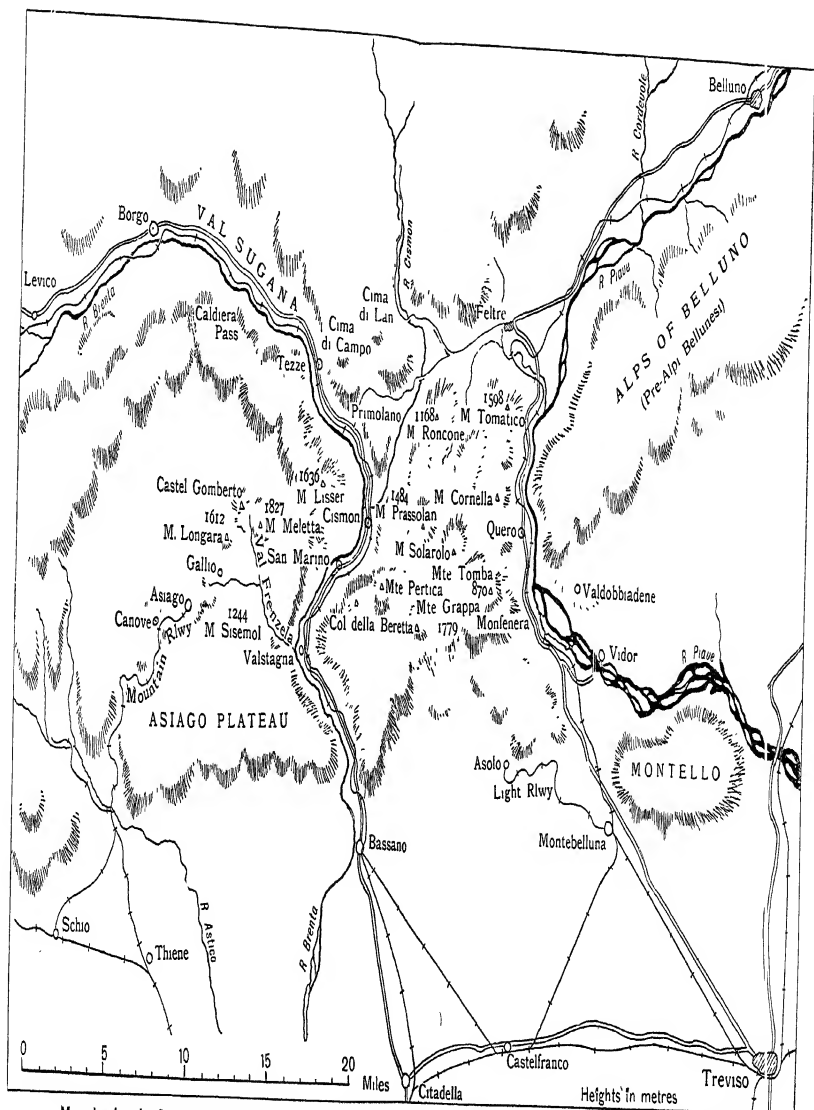 Belluno
R Cordevole
R Cismon
Borgo
VAL SUGANA
Levico
R Brenta
R Piave
ALPS OF BELLUNO
(Pre-Alpi Bellunesi)
Cima
di Lan
Feltre
Caldiera
Pass
Cima
di Campo
Tezze
Primolano
1168
M Roncone
1598
M Tomatico
1636
M Lisser
Castel Gomberto
1827
M Meletta
1612
M. Longara
Cismon
1484
M Prassolan
M Cornella
Quero
M Solarolo
San Marino
Val Frenzela
Gallio
Mte Tomba
870
Mte Pertica
Mte Grappa
1779
Monfenera
Valdobbiadene
Asiago
Canove
Mountain Rlwy
1244
M Sisemol
Col della Beretta
Valstagna
Vidor
R Piave
ASIAGO PLATEAU
Asolo
Light Rlwy
MONTELLO
Montebelluna
Bassano
Schio
Thiene
R Astico
R Brenta
0 5 10 15 20
Miles
Citadella
Castelfranco
Heights in metres
Treviso